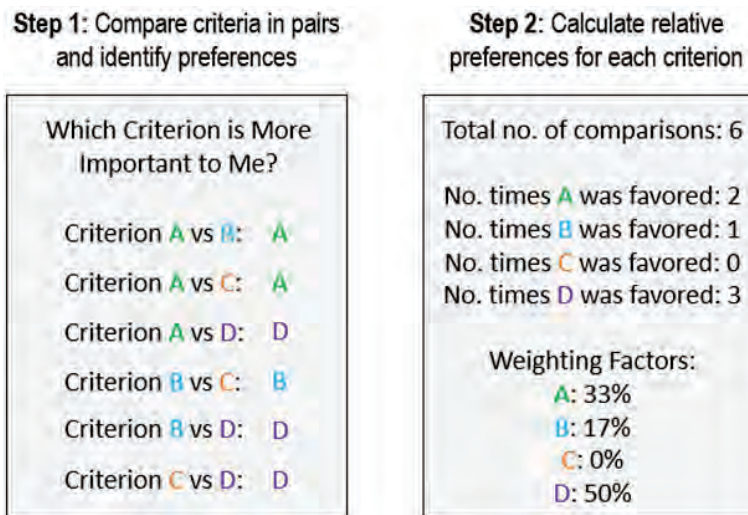 Step 1: Compare criteria in pairs
and identify preferences
Which Criterion is More
Important to Me?
Criterion A vs B: A
Criterion A vs C: A
Criterion A vs D: D
Criterion B vs C: B
Criterion B vs D: D
Criterion C vs D: D
Step 2: Calculate relative
preferences for each criterion
Total no. of comparisons: 6
No. times A was favored: 2
No. times B was favored: 1
No. times C was favored: 0
No. times D was favored: 3
Weighting Factors:
A: 33%
B: 17%
C: 0%
D: 50%